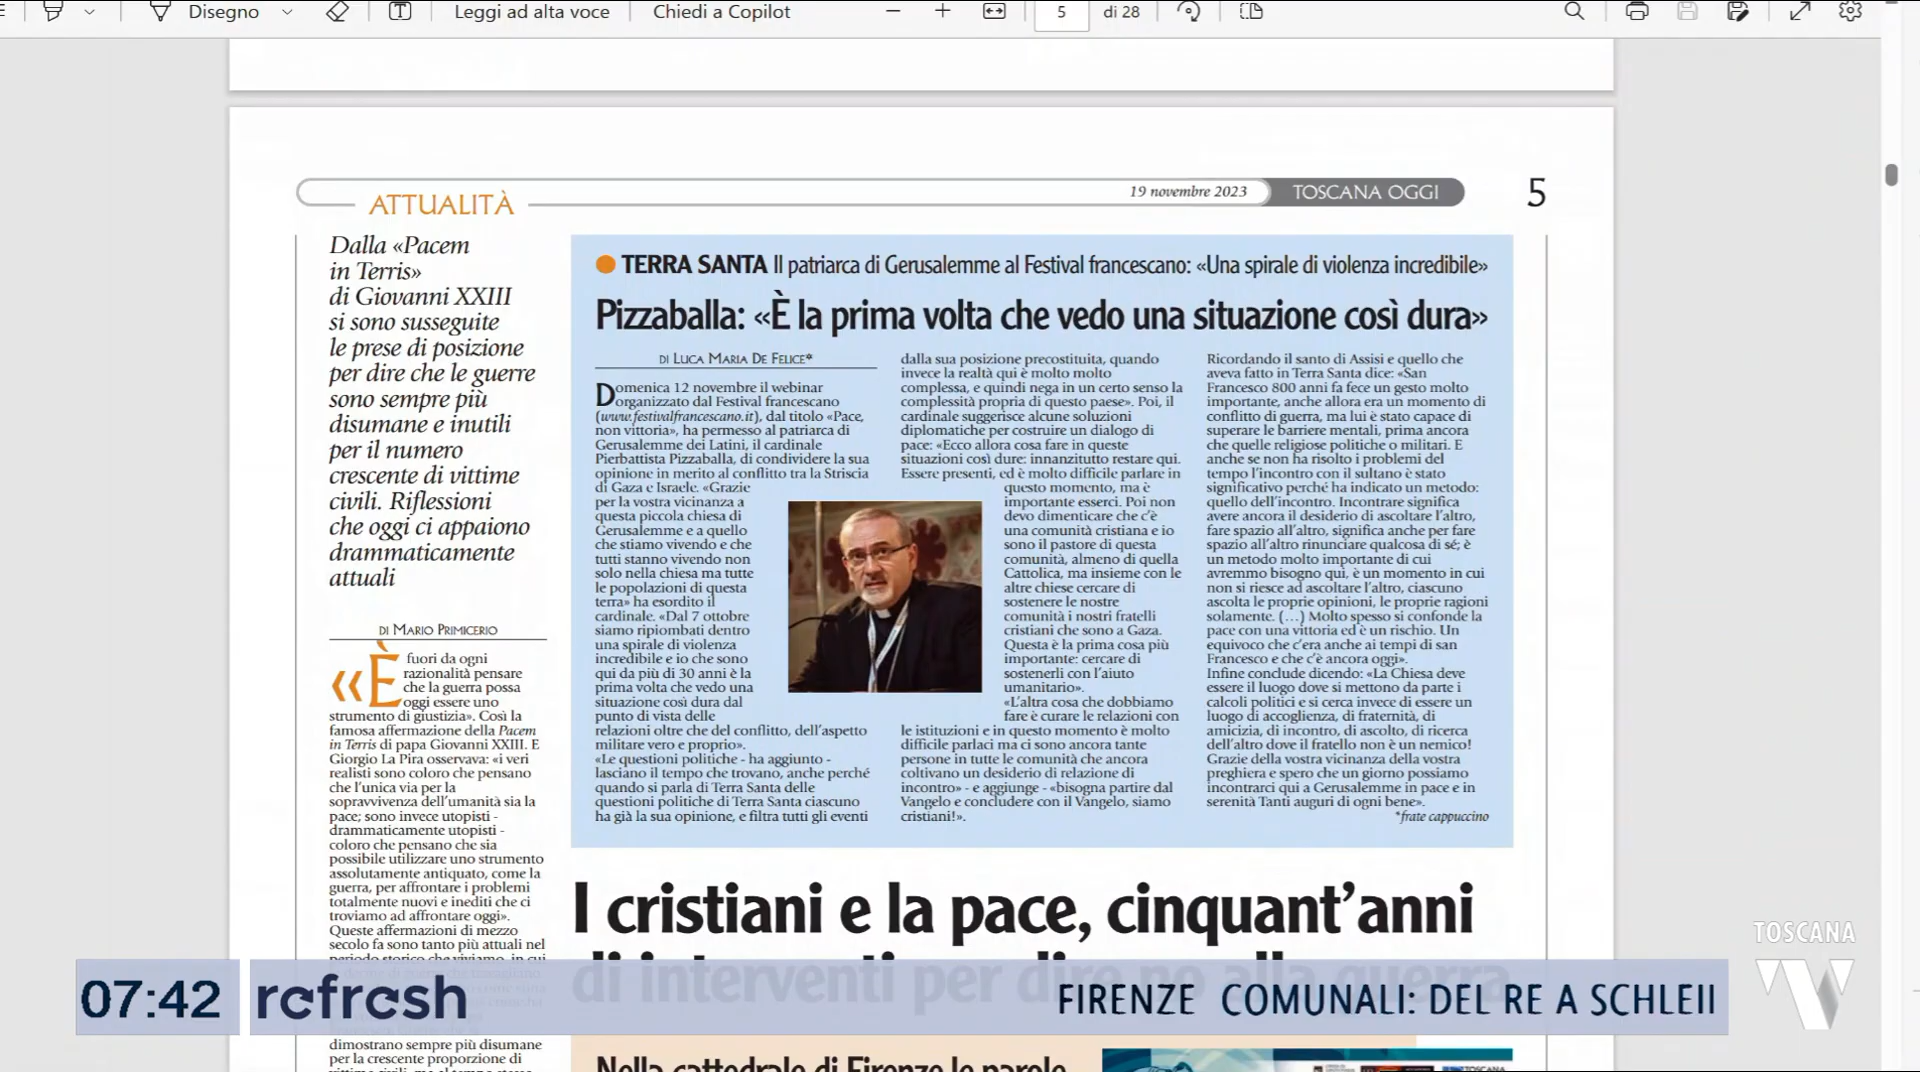 Disegno
Leggi ad alta voce
Chiedi a Copilot
5
di 28
ATTUALITÀ
19 novembre 2023
TOSCANA OGGI
5
Dalla «Pacem
in Terris»
di Giovanni XXIII
si sono susseguite
le prese di posizione
per dire che le guerre
sono sempre più
disumane e inutili
per il numero
crescente di vittime
civili. Riflessioni
che oggi ci appaiono
drammaticamente
attuali
DI MARIO PRIMICERIO
«È fuori da ogni
razionalità pensare
che la guerra possa
oggi essere uno
strumento di giustizia». Così la
famosa affermazione della Pacem
in Terris di papa Giovanni XXIII. E
Giorgio La Pira osservava: «i veri
realisti sono coloro che pensano
che l'unica via per la
sopravvivenza dell'umanità sia la
pace; sono invece utopisti -
drammaticamente utopisti -
coloro che pensano che sia
possibile utilizzare uno strumento
assolutamente antiquato, come la
guerra, per affrontare i problemi
totalmente nuovi e inediti che ci
troviamo ad affrontare oggi».
Queste affermazioni di mezzo
secolo fa sono tanto più attuali nel
periodo storico che viviamo, in cui
dimostrano sempre più disumane
per la crescente proporzione di
TERRA SANTA Il patriarca di Gerusalemme al Festival francescano: «Una spirale di violenza incredibile»
Pizzaballa: «È la prima volta che vedo una situazione così dura»
DI LUCA MARIA DE FELICE*
Domenica 12 novembre il webinar
organizzato dal Festival francescano
(www.festivalfrancescano.it), dal titolo «Pace,
non vittoria», ha permesso al patriarca di
Gerusalemme dei Latini, il cardinale
Pierbattista Pizzaballa, di condividere la sua
opinione in merito al conflitto tra la Striscia
di Gaza e Israele. «Grazie
per la vostra vicinanza a
questa piccola chiesa di
Gerusalemme e a quello
che stiamo vivendo e che
tutti stanno vivendo non
solo nella chiesa ma tutte
le popolazioni di questa
terra» ha esordito il
cardinale. «Dal 7 ottobre
siamo ripiombati dentro
una spirale di violenza
incredibile e io che sono
qui da più di 30 anni è la
prima volta che vedo una
situazione così dura dal
punto di vista delle
relazioni oltre che del conflitto, dell'aspetto
militare vero e proprio».
«Le questioni politiche - ha aggiunto -
lasciano il tempo che trovano, anche perché
quando si parla di Terra Santa delle
questioni politiche di Terra Santa ciascuno
ha già la sua opinione, e filtra tutti gli eventi
dalla sua posizione precostituita, quando
invece la realtà qui è molto molto
complessa, e quindi nega in un certo senso la
complessità propria di questo paese». Poi, il
cardinale suggerisce alcune soluzioni
diplomatiche per costruire un dialogo di
pace: «Ecco allora cosa fare in queste
situazioni così dure: innanzitutto restare qui.
Essere presenti, ed è molto difficile parlare in
questo momento, ma è
importante esserci. Poi non
devo dimenticare che c'è
una comunità cristiana e io
sono il pastore di questa
comunità, almeno di quella
Cattolica, ma insieme con le
altre chiese cercare di
sostenere le nostre
comunità i nostri fratelli
cristiani che sono a Gaza.
Questa è la prima cosa più
importante: cercare di
sostenerli con l'aiuto
umanitario».
«L'altra cosa che dobbiamo
fare è curare le relazioni con
le istituzioni e in questo momento è molto
difficile parlaci ma ci sono ancora tante
persone in tutte le comunità che ancora
coltivano un desiderio di relazione di
incontro» - e aggiunge - «bisogna partire dal
Vangelo e concludere con il Vangelo, siamo
cristiani!».
Ricordando il santo di Assisi e quello che
aveva fatto in Terra Santa dice: «San
Francesco 800 anni fa fece un gesto molto
importante, anche allora era un momento di
conflitto di guerra, ma lui è stato capace di
superare le barriere mentali, prima ancora
che quelle religiose politiche o militari. E
anche se non ha risolto i problemi del
tempo l'incontro con il sultano è stato
significativo perché ha indicato un metodo:
quello dell'incontro. Incontrare significa
avere ancora il desiderio di ascoltare l'altro,
fare spazio all'altro, significa anche per fare
spazio all'altro rinunciare qualcosa di sé; è
un metodo molto importante di cui
avremmo bisogno qui, è un momento in cui
non si riesce ad ascoltare l'altro, ciascuno
ascolta le proprie opinioni, le proprie ragioni
solamente. (…) Molto spesso si confonde la
pace con una vittoria ed è un rischio. Un
equivoco che c'era anche ai tempi di san
Francesco e che c'è ancora oggi».
Infine conclude dicendo: «La Chiesa deve
essere il luogo dove si mettono da parte i
calcoli politici e si cerca invece di essere un
luogo di accoglienza, di fraternità, di
amicizia, di incontro, di ascolto, di ricerca
dell'altro dove il fratello non è un nemico!
Grazie della vostra vicinanza della vostra
preghiera e spero che un giorno possiamo
incontrarci qui a Gerusalemme in pace e in
serenità Tanti auguri di ogni bene».
*frate cappuccino
I cristiani e la pace, cinquant'anni
di interventi per dire no alla guerra
Nella cattedrale di Firenze le parole
TOSCANA
07:42
refresh
FIRENZE COMUNALI: DEL RE A SCHLEII
TOSCANA
TV